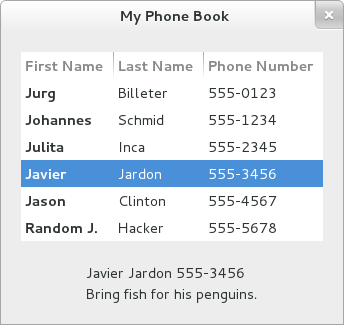 My Phone Book
First Name Last Name Phone Number
Jurg Billeter 555-0123
Johannes Schmid 555-1234
Julita Inca 555-2345
Javier Jardon 555-3456
Jason Clinton 555-4567
Random J. Hacker 555-5678
Javier Jardon 555-3456
Bring fish for his penguins.